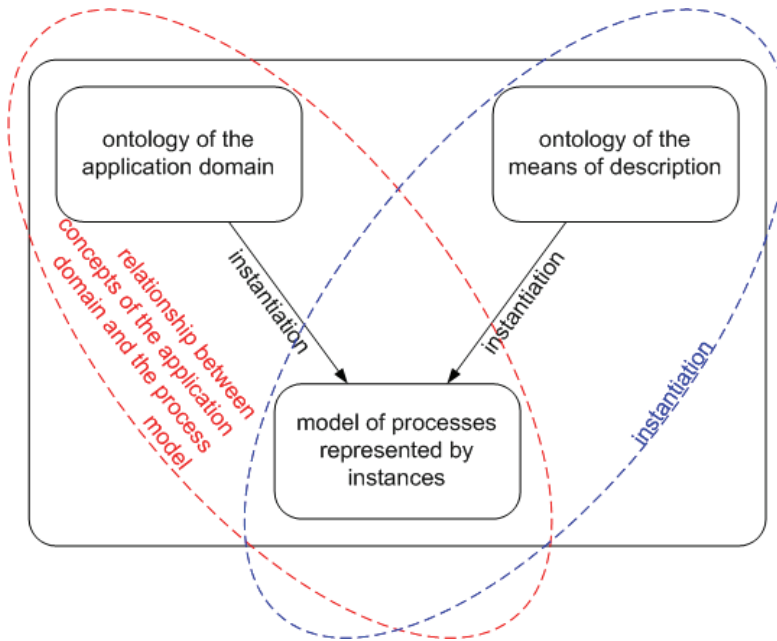 ontology of the
application domain
ontology of the
means of description
relationship between
concepts of the application
domain and the process
model
instantiation
instantiation
instantiation
model of processes
represented by
instances